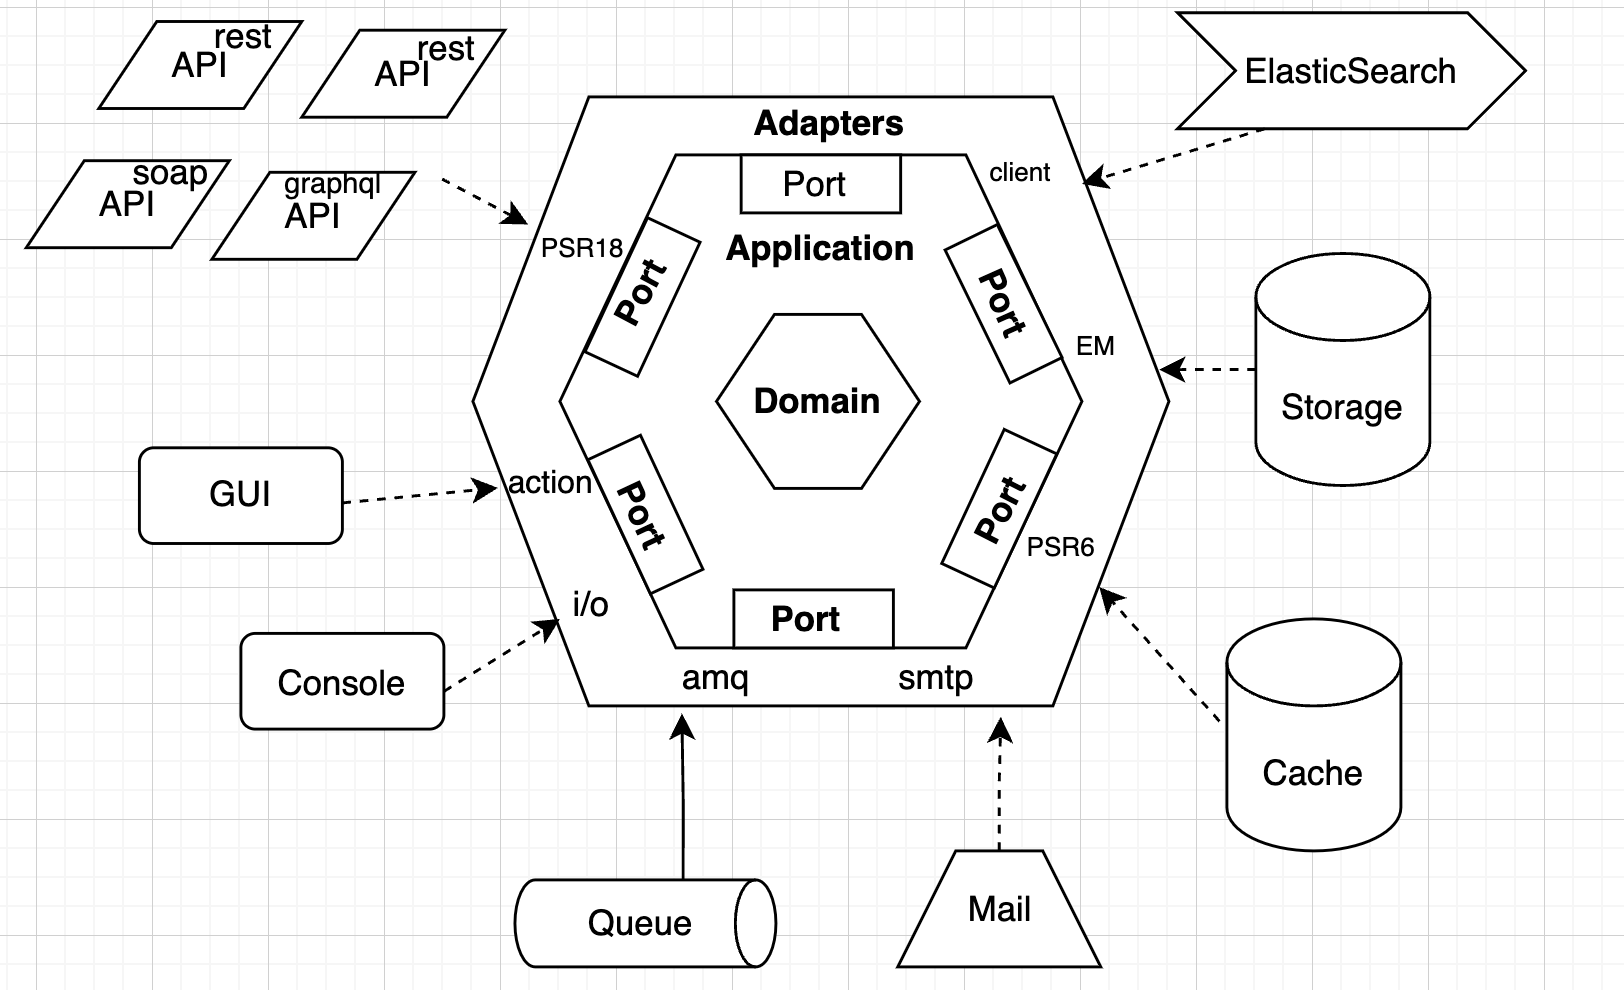 rest
API
rest
API
soap
API
graphql
API
ElasticSearch
Adapters
Port
client
PSR18
Application
Port
Port
EM
Domain
Storage
GUI
action
Port
Port
PSR6
i/o
Port
Console
amq
smtp
Cache
Queue
Mail